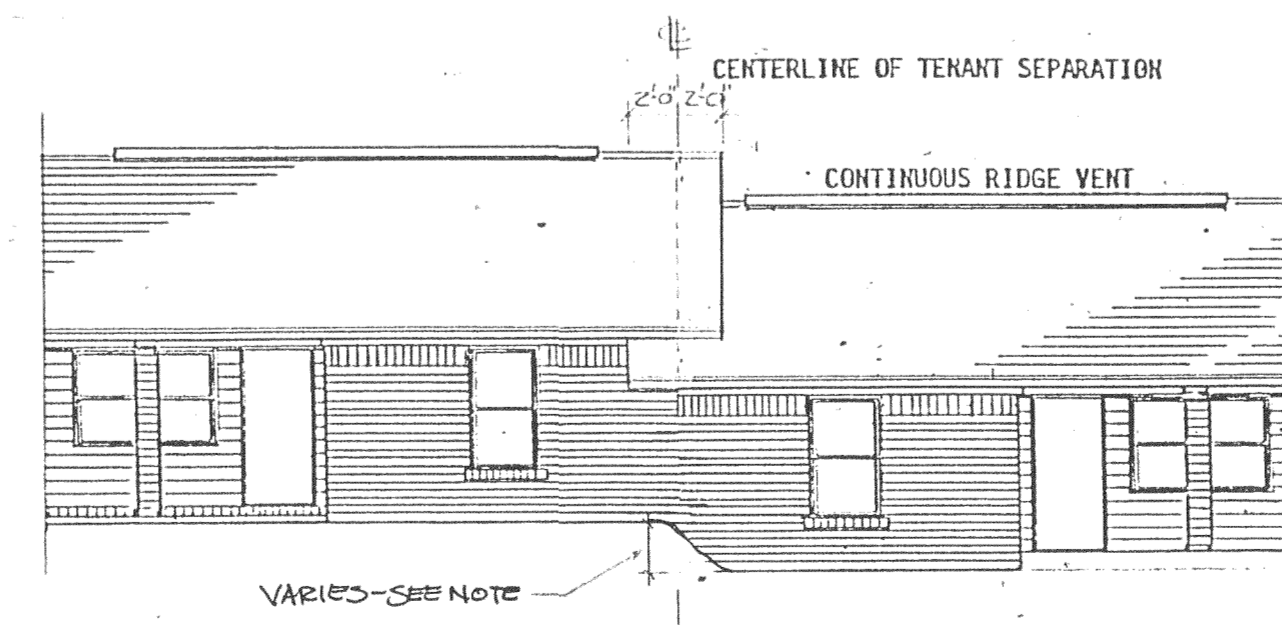 ℄
CENTERLINE OF TENANT SEPARATION
2'-0" 2'-0"
CONTINUOUS RIDGE VENT
VARIES-SEE NOTE